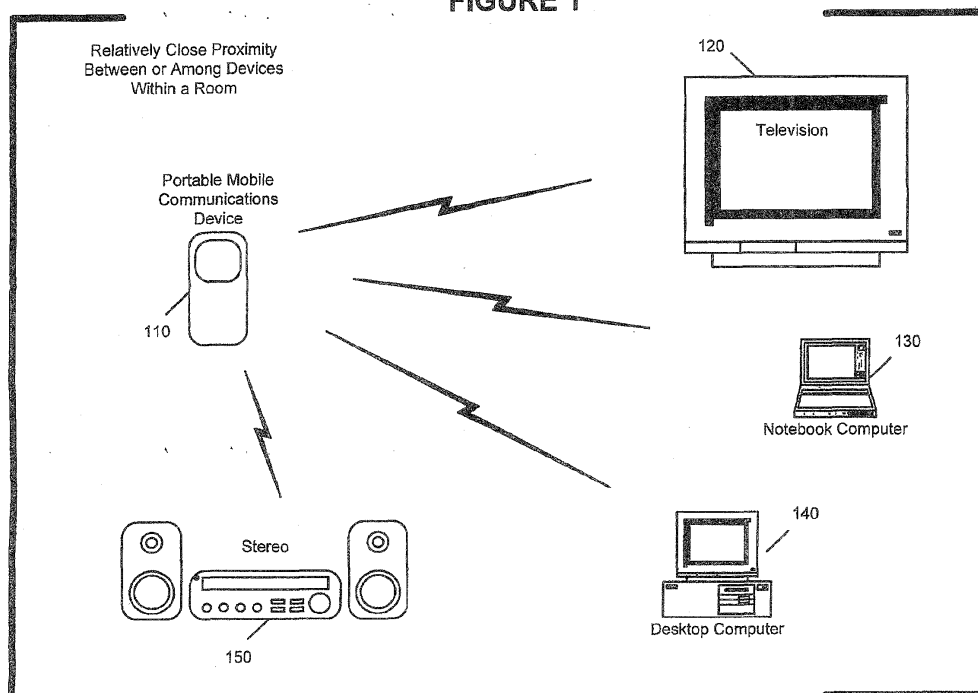 FIGURE 1
Relatively Close Proximity
Between or Among Devices
Within a Room
120
Television
Portable Mobile
Communications
Device
110
130
Notebook Computer
140
Desktop Computer
Stereo
150